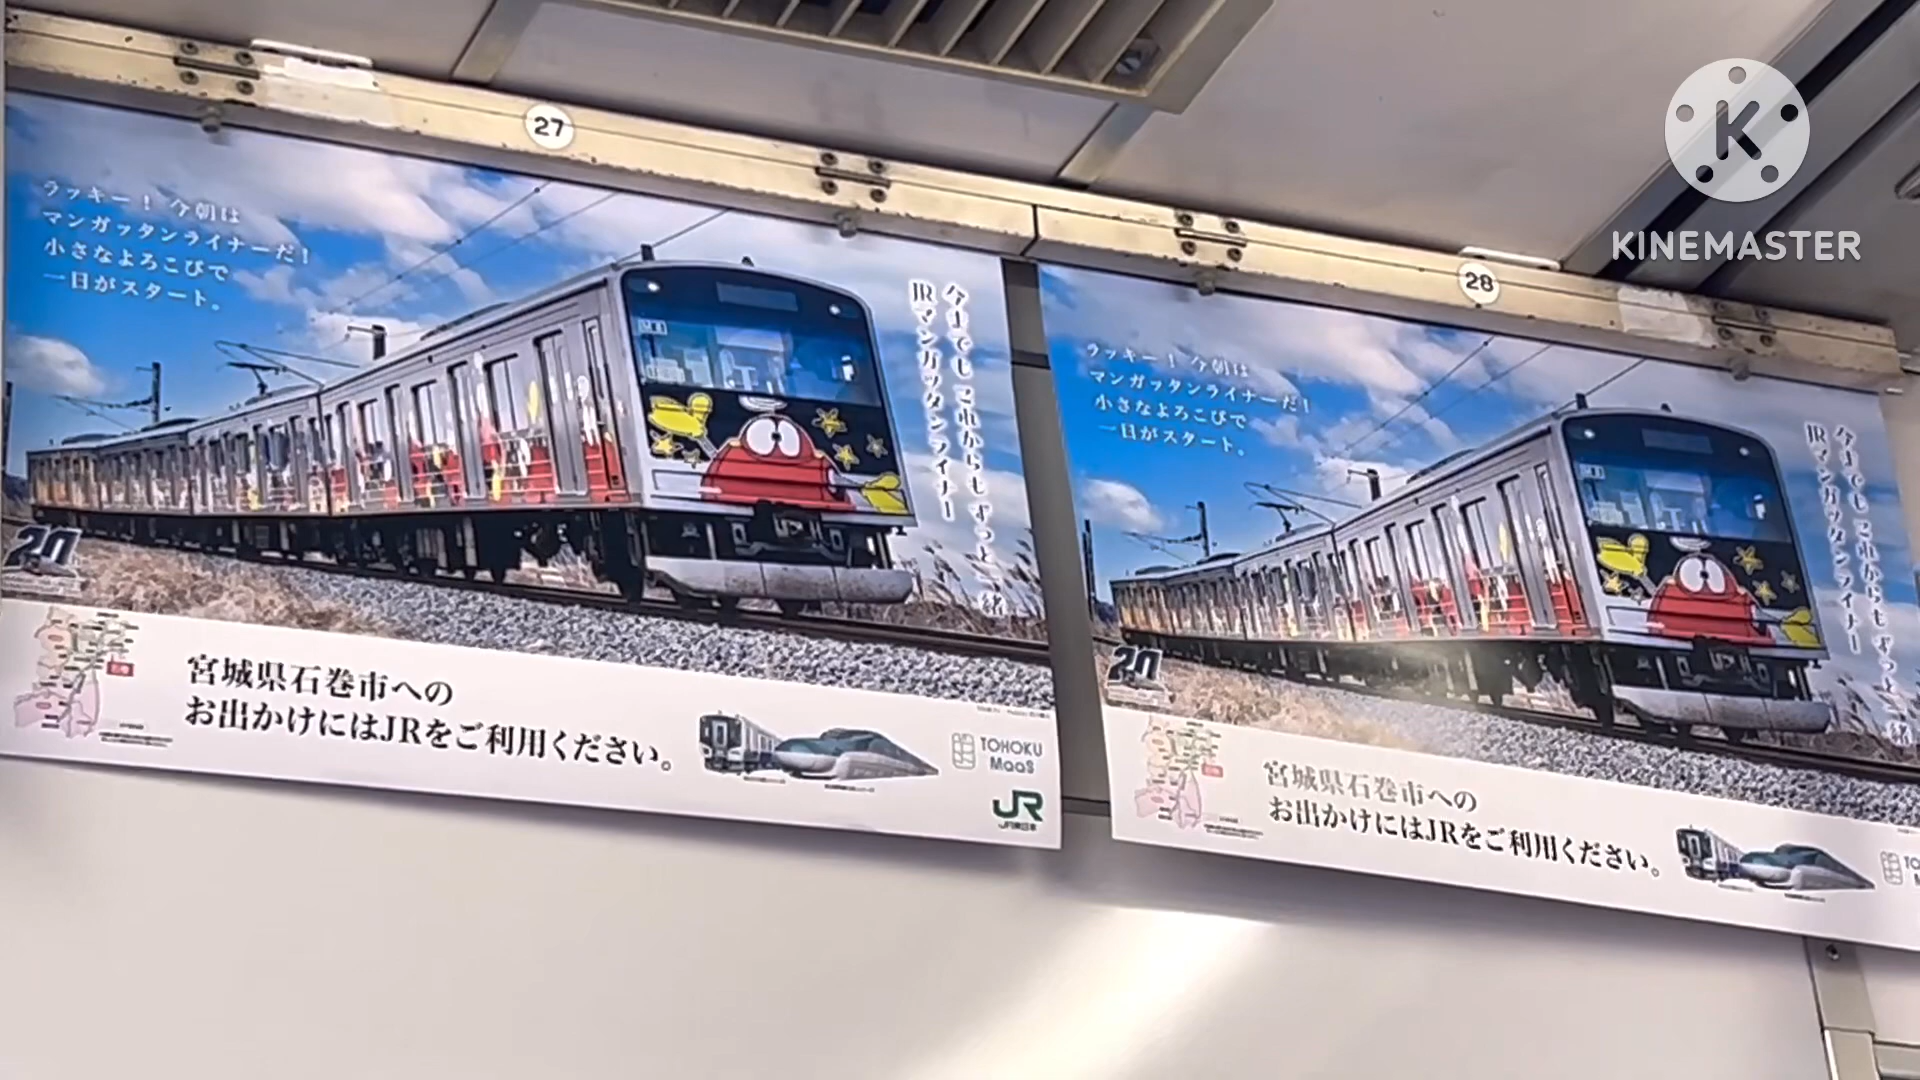 27
ラッキー！ 今朝は
マンガッタンライナーだ！
小さなよろこびで
一日がスタート。
今までも これからも ずっと一緒
JRマンガッタンライナー
20
宮城県石巻市への
お出かけにはJRをご利用ください。
TOHOKU
MaaS
JR
JR東日本
28
ラッキー！ 今朝は
マンガッタンライナーだ！
小さなよろこびで
一日がスタート。
今までも これからも ずっと一緒
JRマンガッタンライナー
20
宮城県石巻市への
お出かけにはJRをご利用ください。
TO
M
K
KINEMASTER